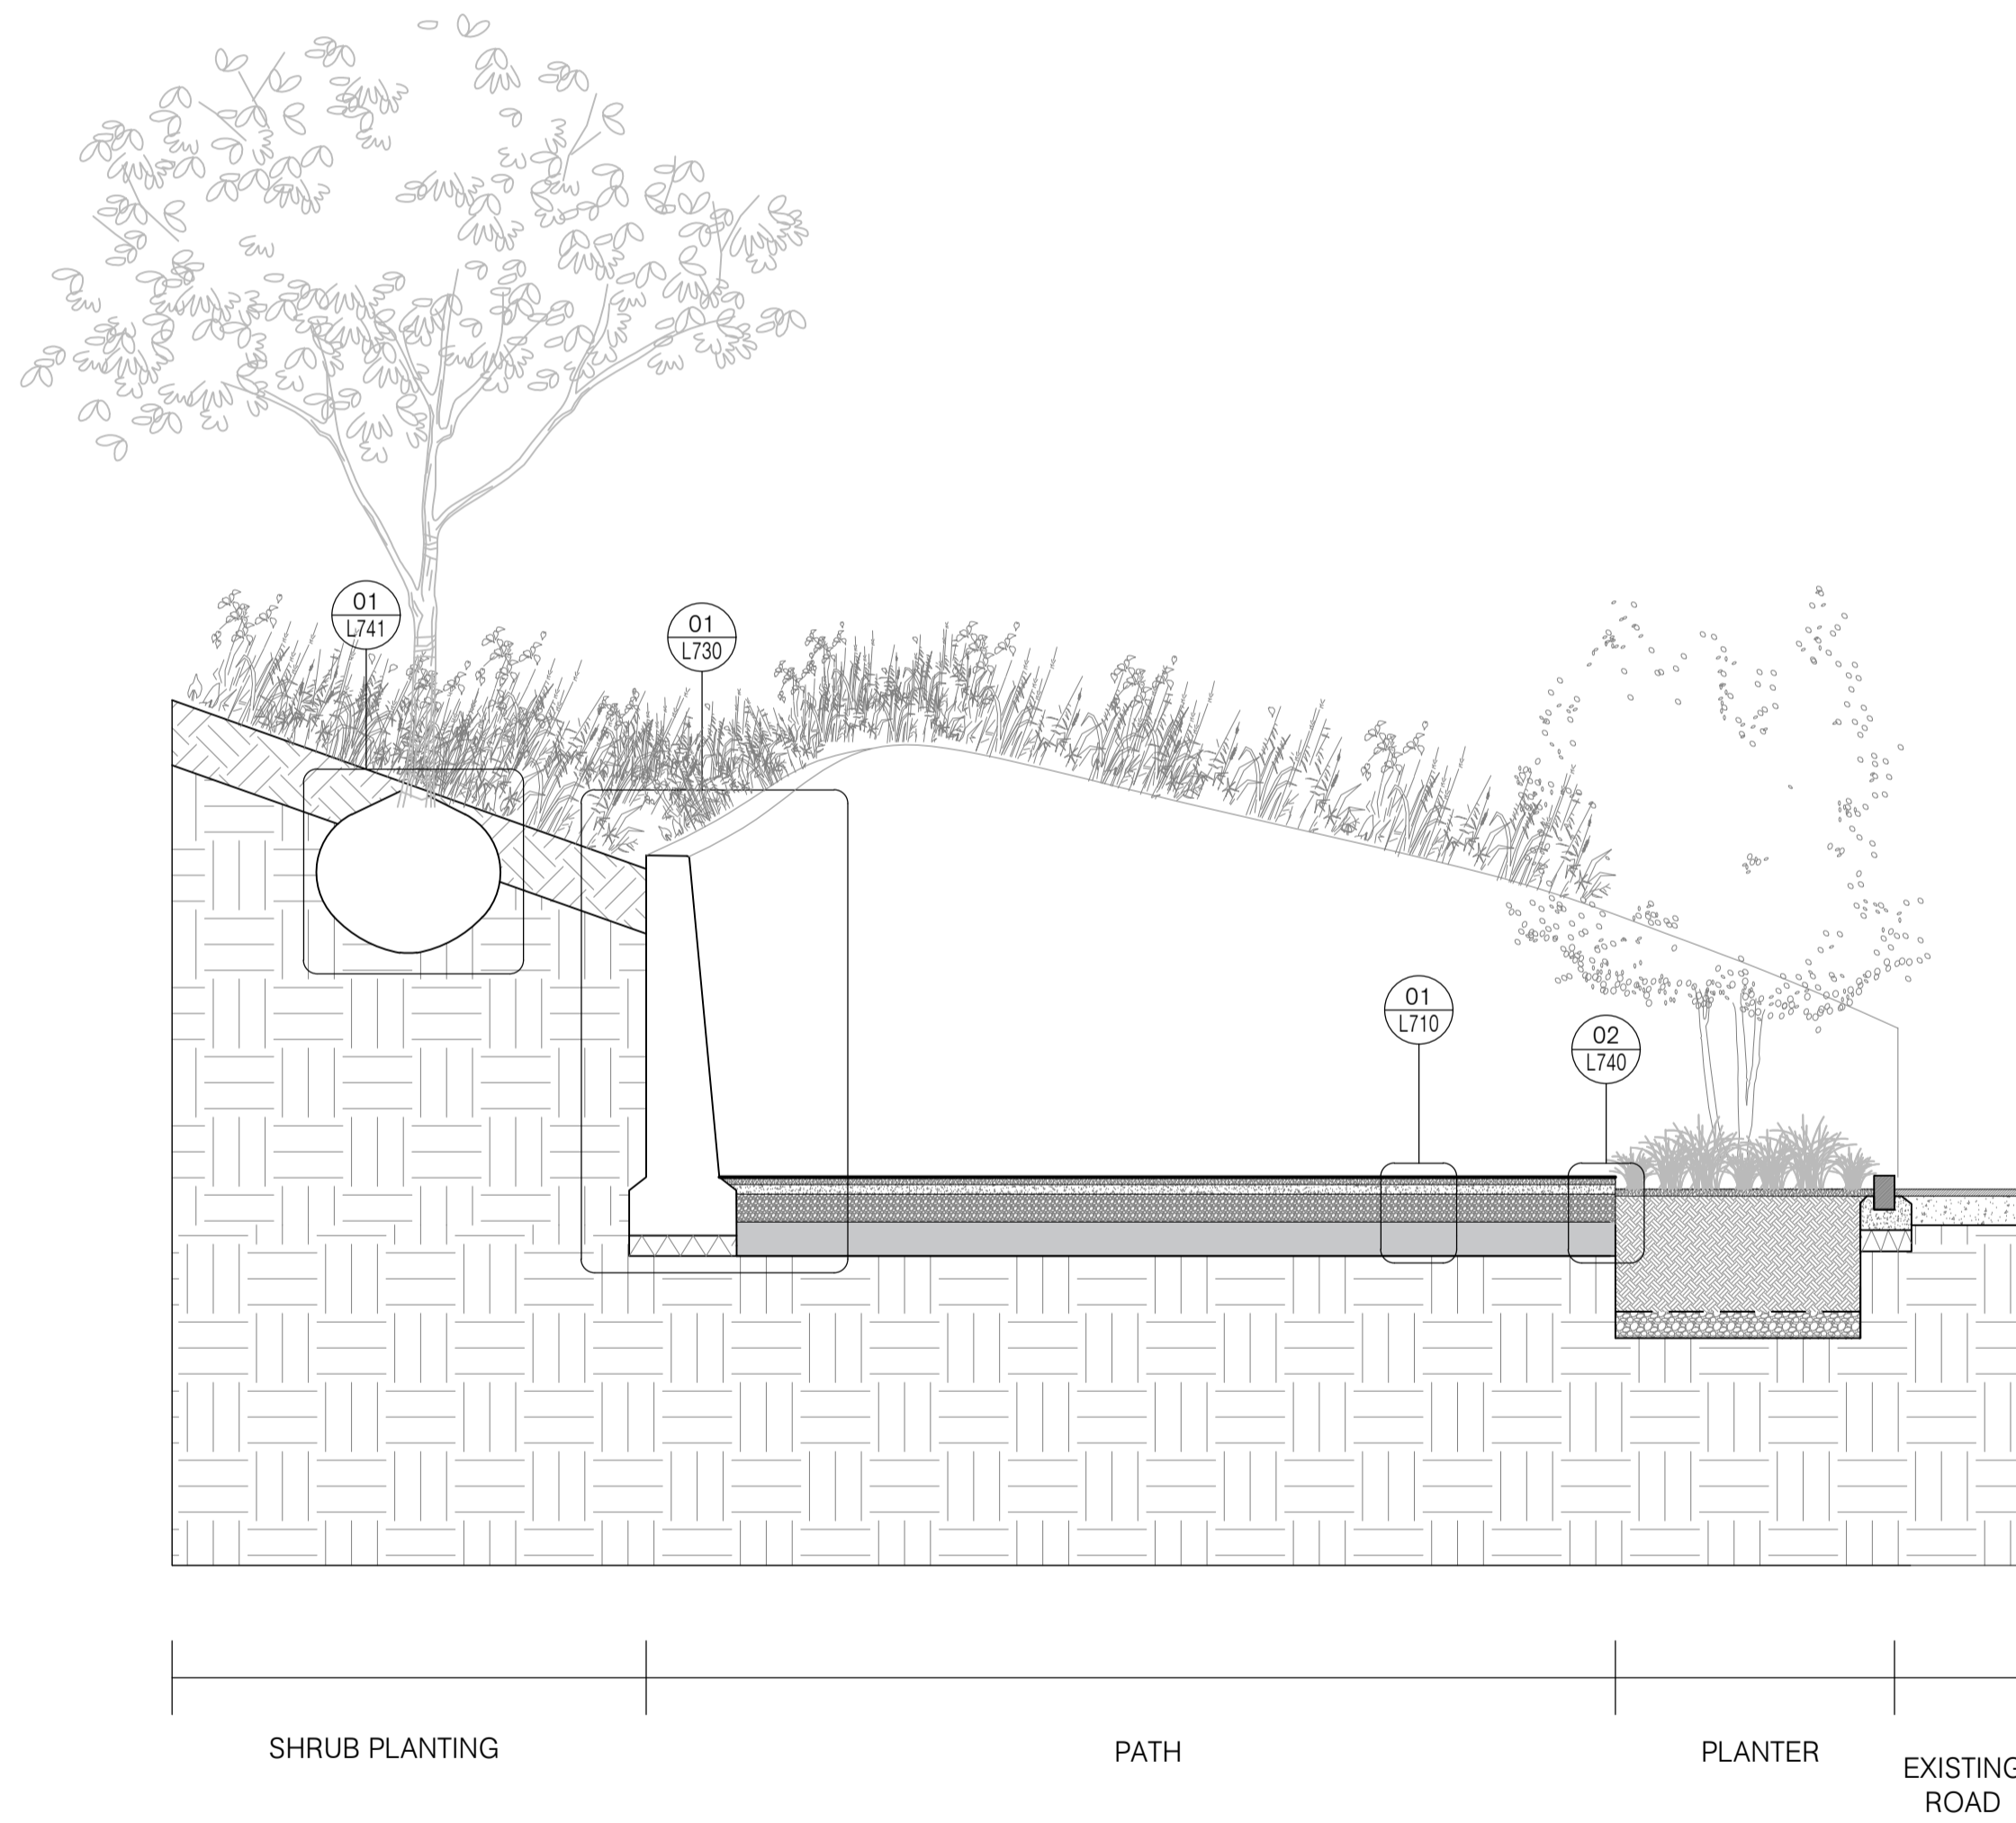 01
L741
01
L730
01
L710
02
L740
SHRUB PLANTING
PATH
PLANTER
EXISTING
ROAD